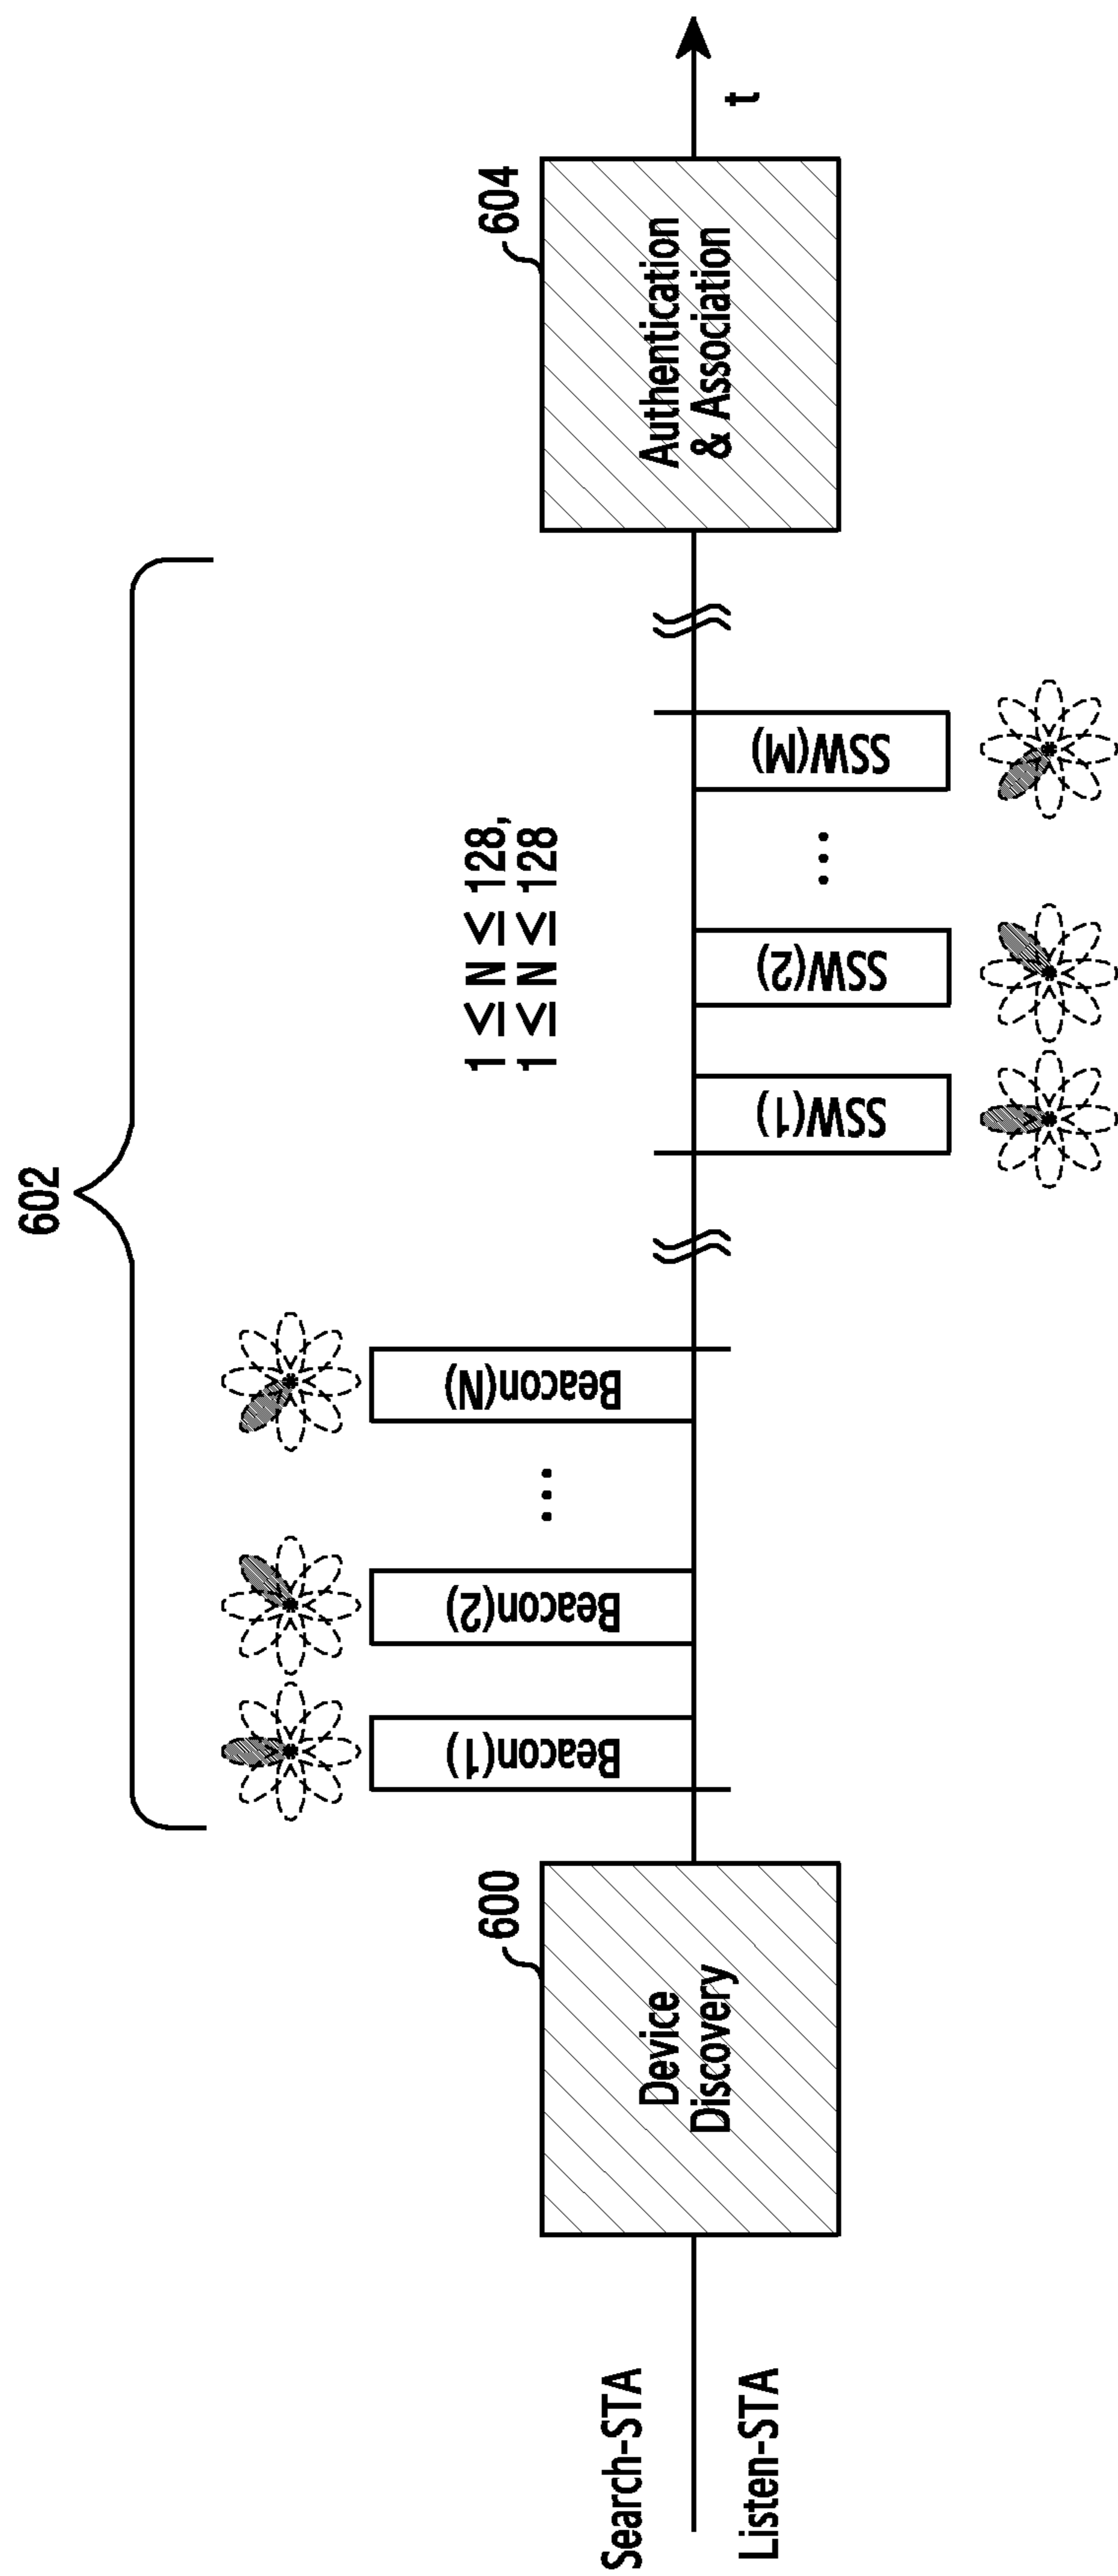 602
1 ≤ N ≤ 128,
1 ≤ N ≤ 128
600
604
Search-STA
Listen-STA
Device
Discovery
Beacon(1)
Beacon(2)
...
Beacon(N)
SSW(1)
SSW(2)
...
SSW(M)
Authentication
& Association
t